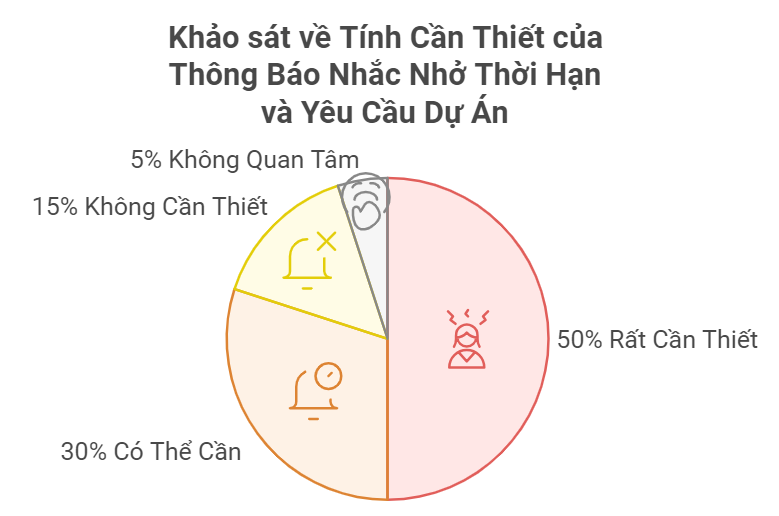 Khảo sát về Tính Cần Thiết của
Thông Báo Nhắc Nhở Thời Hạn
và Yêu Cầu Dự Án
5% Không Quan Tâm
15% Không Cần Thiết
50% Rất Cần Thiết
30% Có Thể Cần